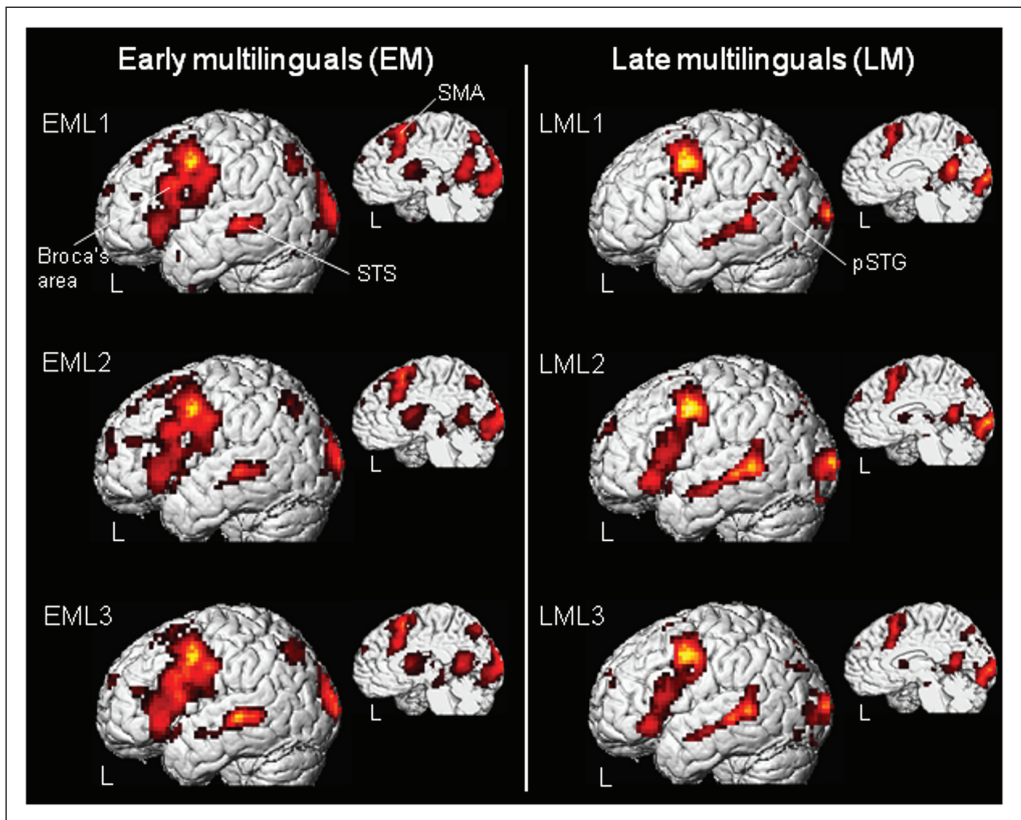 Early multilinguals (EM)
Late multilinguals (LM)
SMA
EML1
LML1
L
L
Broca's
area
STS
pSTG
L
L
EML2
LML2
L
L
L
L
EML3
LML3
L
L
L
L